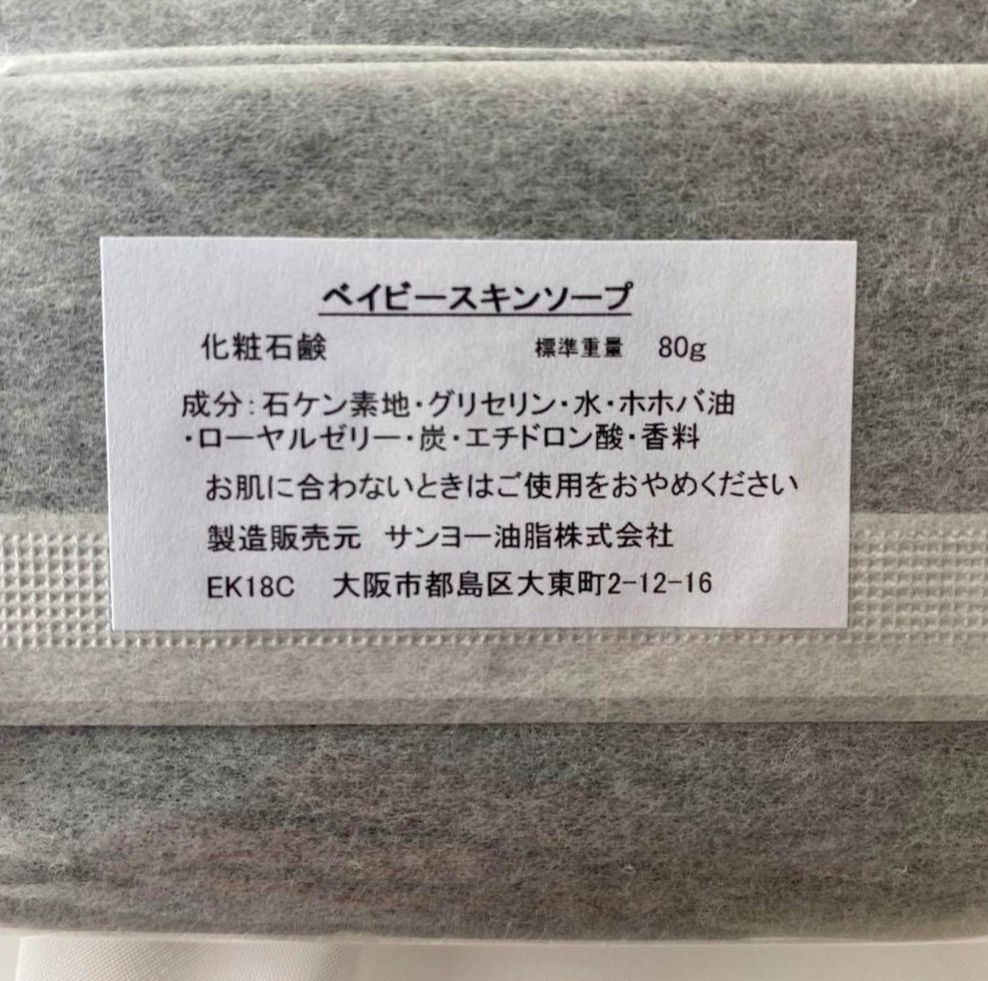 ベイビースキンソープ
化粧石鹸 標準重量 80g
成分：石ケン素地・グリセリン・水・ホホバ油
・ローヤルゼリー・炭・エチドロン酸・香料
お肌に合わないときはご使用をおやめください
製造販売元 サンヨー油脂株式会社
EK18C 大阪市都島区大東町2-12-16